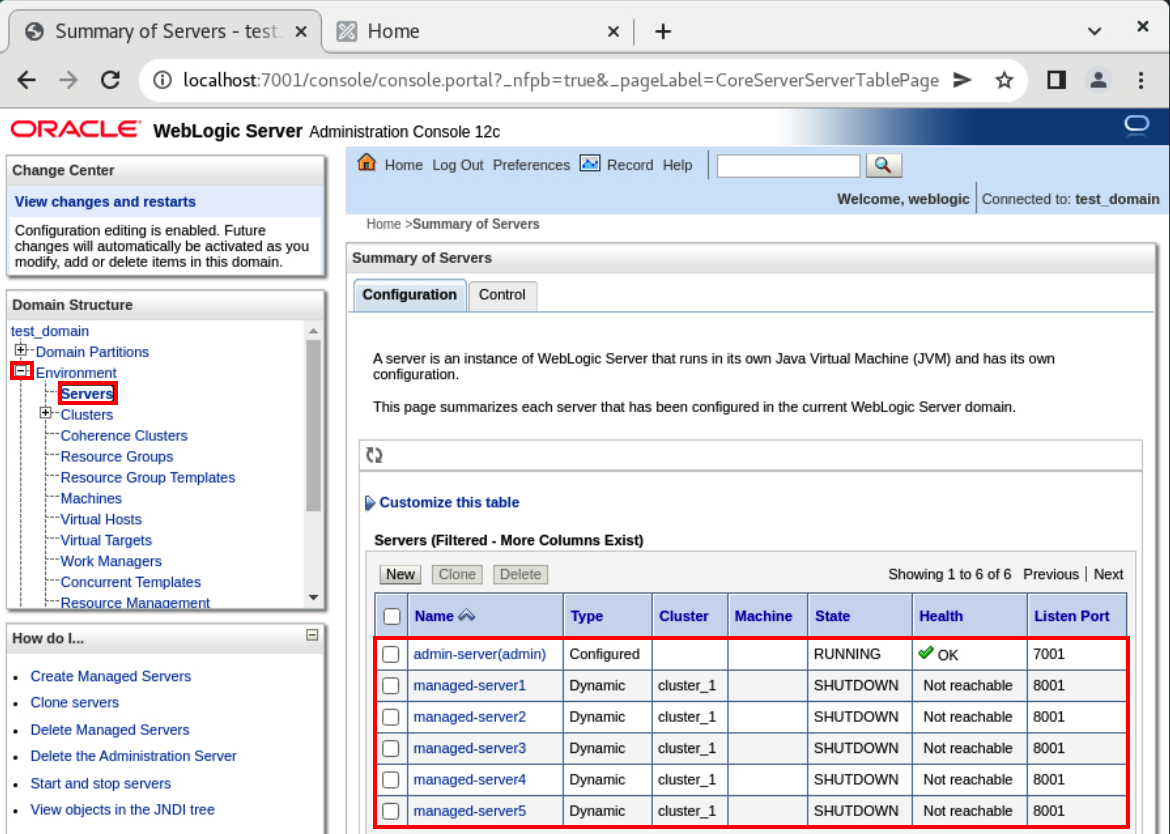 Summary of Servers - test
Home
localhost:7001/console/console.portal?_nfpb=true&_pageLabel=CoreServerServerTablePage
ORACLE WebLogic Server Administration Console 12c
Change Center
View changes and restarts
Configuration editing is enabled. Future
changes will automatically be activated as you
modify, add or delete items in this domain.
Domain Structure
test_domain
Domain Partitions
Environment
Servers
Clusters
Coherence Clusters
Resource Groups
Resource Group Templates
Machines
Virtual Hosts
Virtual Targets
Work Managers
Concurrent Templates
Resource Management
How do I...
Create Managed Servers
Clone servers
Delete Managed Servers
Delete the Administration Server
Start and stop servers
View objects in the JNDI tree
Home Log Out Preferences Record Help
Welcome, weblogic Connected to: test_domain
Home >Summary of Servers
Summary of Servers
Configuration Control
A server is an instance of WebLogic Server that runs in its own Java Virtual Machine (JVM) and has its own
configuration.
This page summarizes each server that has been configured in the current WebLogic Server domain.
Customize this table
Servers (Filtered - More Columns Exist)
New Clone Delete Showing 1 to 6 of 6 Previous | Next
Name Type Cluster Machine State Health Listen Port
admin-server(admin) Configured RUNNING OK 7001
managed-server1 Dynamic cluster_1 SHUTDOWN Not reachable 8001
managed-server2 Dynamic cluster_1 SHUTDOWN Not reachable 8001
managed-server3 Dynamic cluster_1 SHUTDOWN Not reachable 8001
managed-server4 Dynamic cluster_1 SHUTDOWN Not reachable 8001
managed-server5 Dynamic cluster_1 SHUTDOWN Not reachable 8001